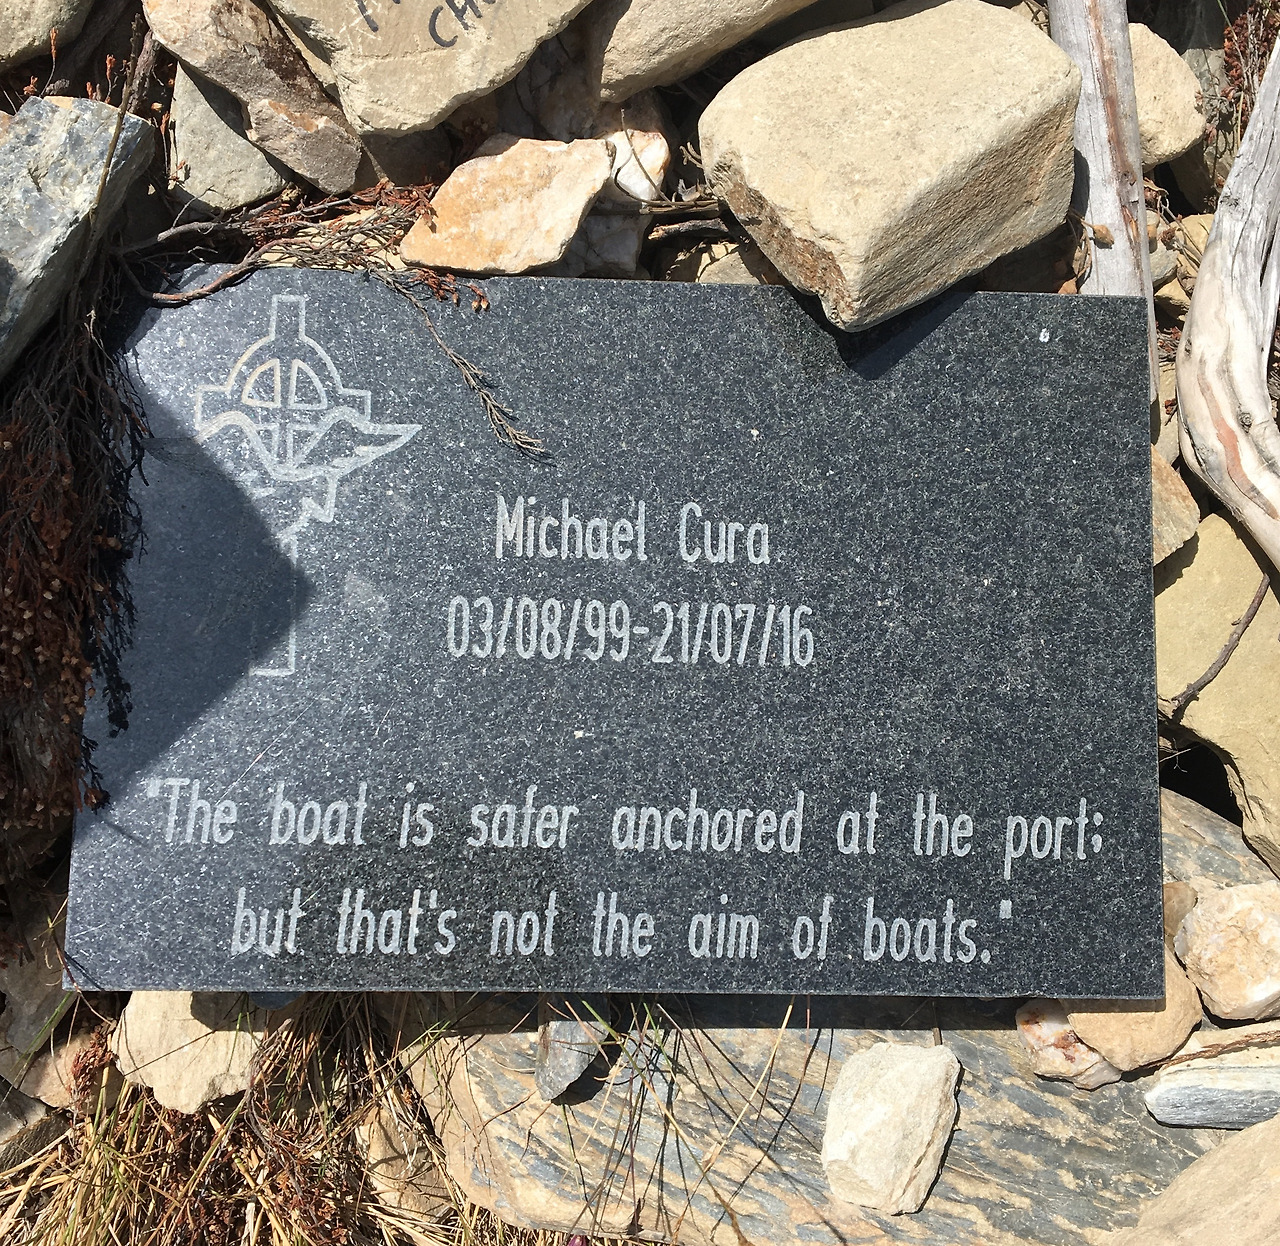 Michael Cura
03/08/99-21/07/16
"The boat is safer anchored at the port;
but that's not the aim of boats."